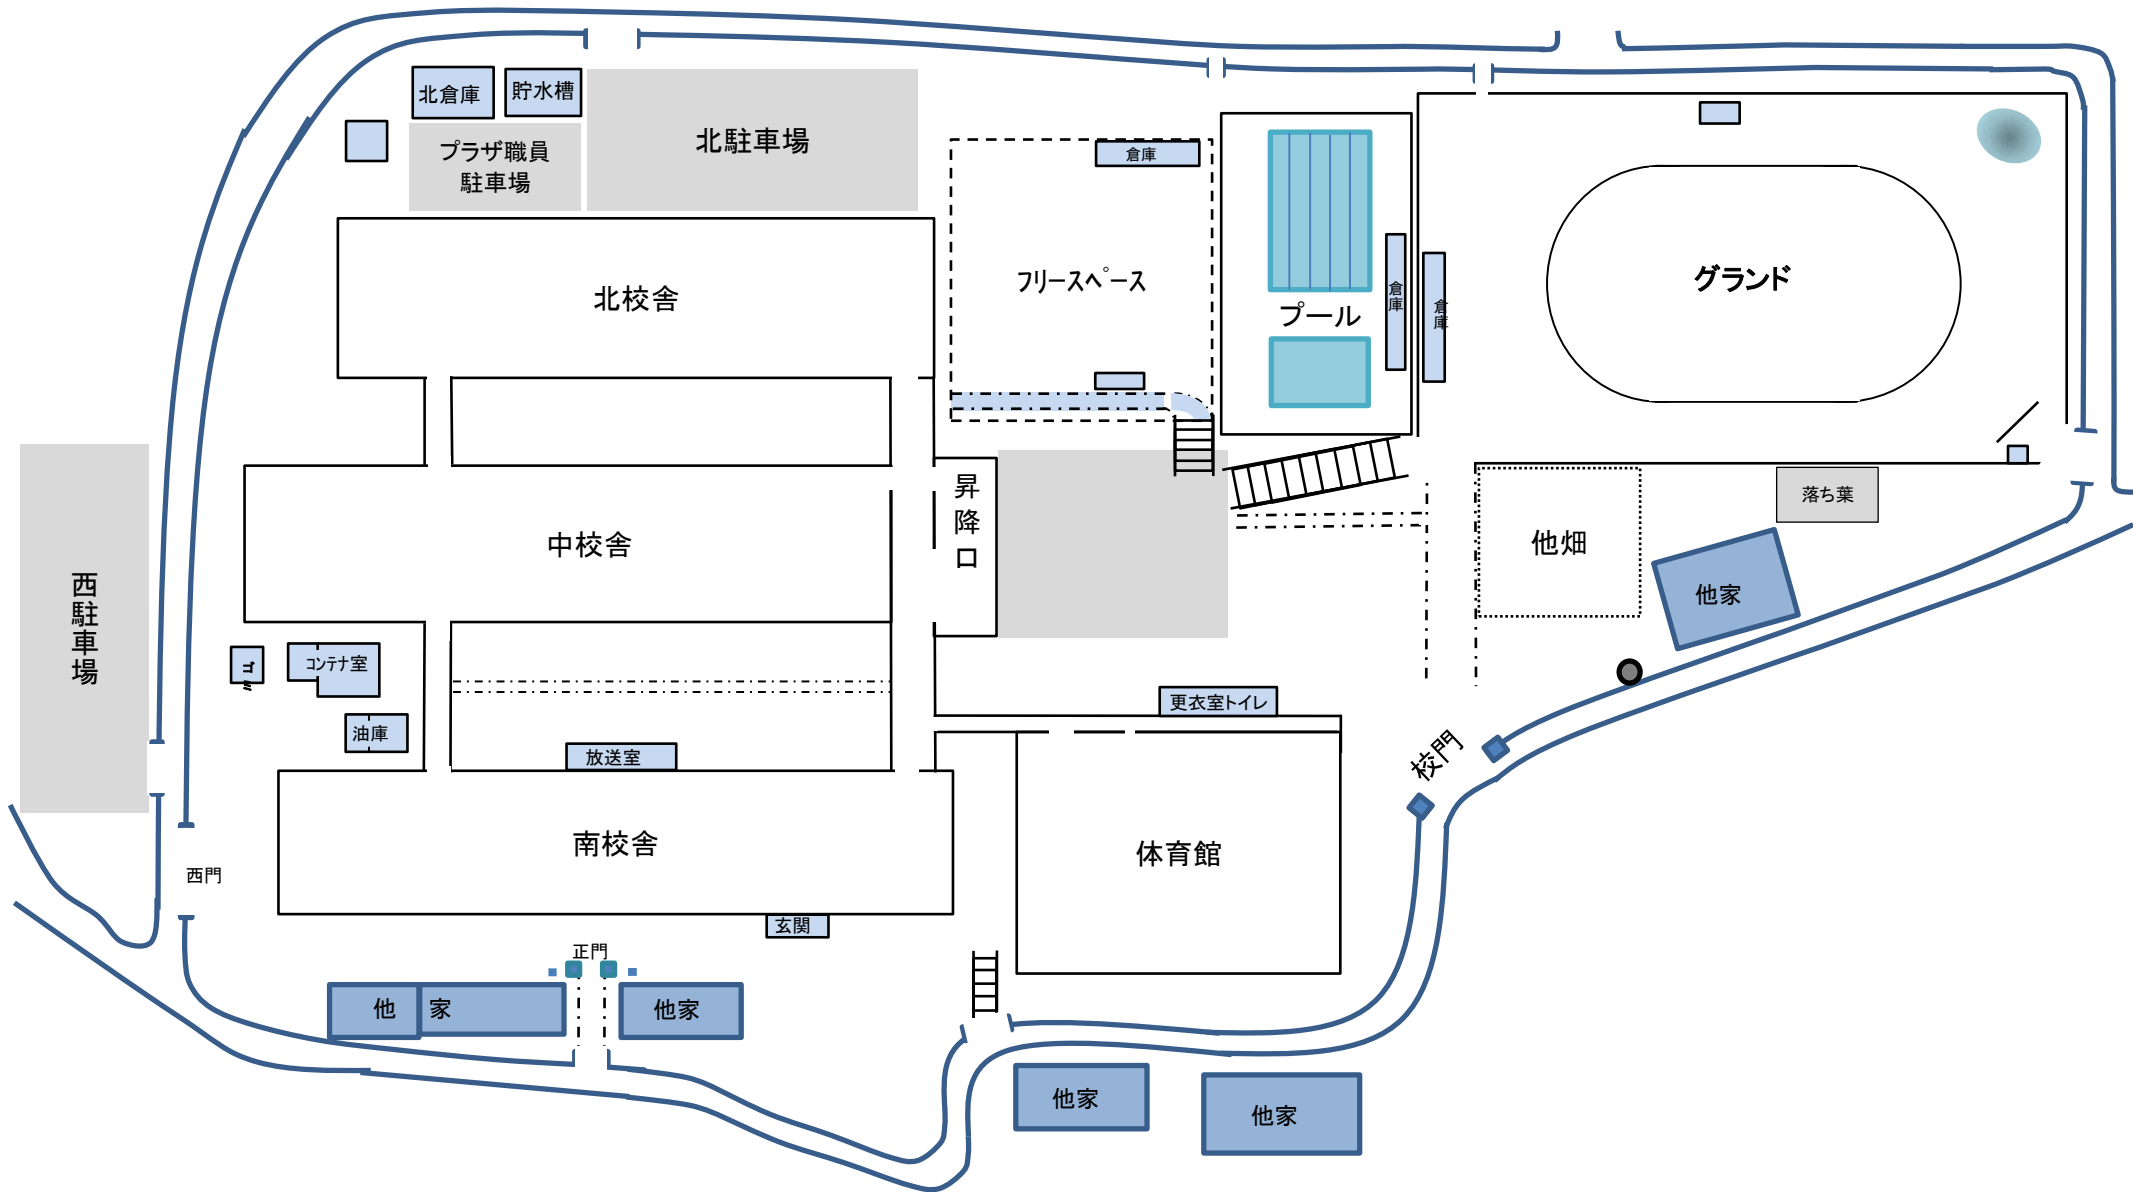 北倉庫
貯水槽
プラザ職員
駐車場
北駐車場
倉庫
北校舎
フリースペース
プール
倉庫
倉庫
グランド
昇降口
中校舎
他畑
落ち葉
他家
西駐車場
ゴミ
コンテナ室
油庫
放送室
更衣室トイレ
校門
南校舎
体育館
西門
玄関
正門
他 家
他家
他家
他家